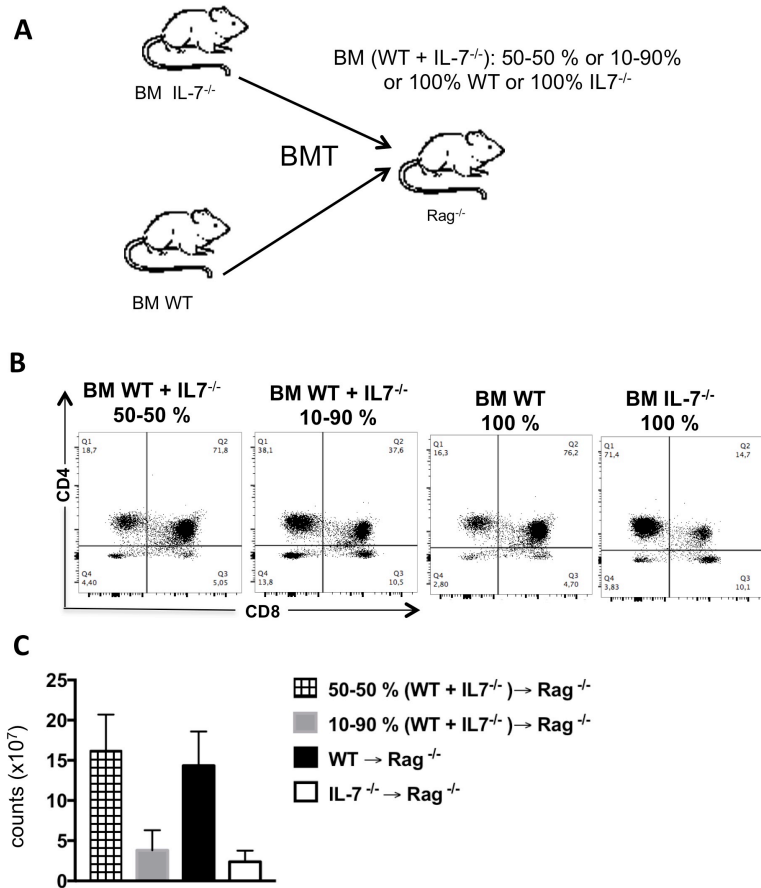 A
BM IL-7-/-
BM (WT + IL-7-/-): 50-50 % or 10-90%
or 100% WT or 100% IL7-/-
BMT
Rag-/-
BM WT
B
BM WT + IL7-/-
50-50 %
BM WT + IL7-/-
10-90 %
BM WT
100 %
BM IL-7-/-
100 %
CD4
Q1
18,7
Q2
71,8
Q4
4,40
Q3
5,05
Q1
38,1
Q2
37,6
Q4
13,8
Q3
10,5
Q1
16,3
Q2
76,2
Q4
2,80
Q3
4,70
Q1
71,4
Q2
14,7
Q4
3,83
Q3
10,1
CD8
C
counts (x10⁷)
25
20
15
10
5
0
50-50 % (WT + IL7-/- )→ Rag -/-
10-90 % (WT + IL7-/- )→ Rag -/-
WT → Rag -/-
IL-7 -/- → Rag -/-